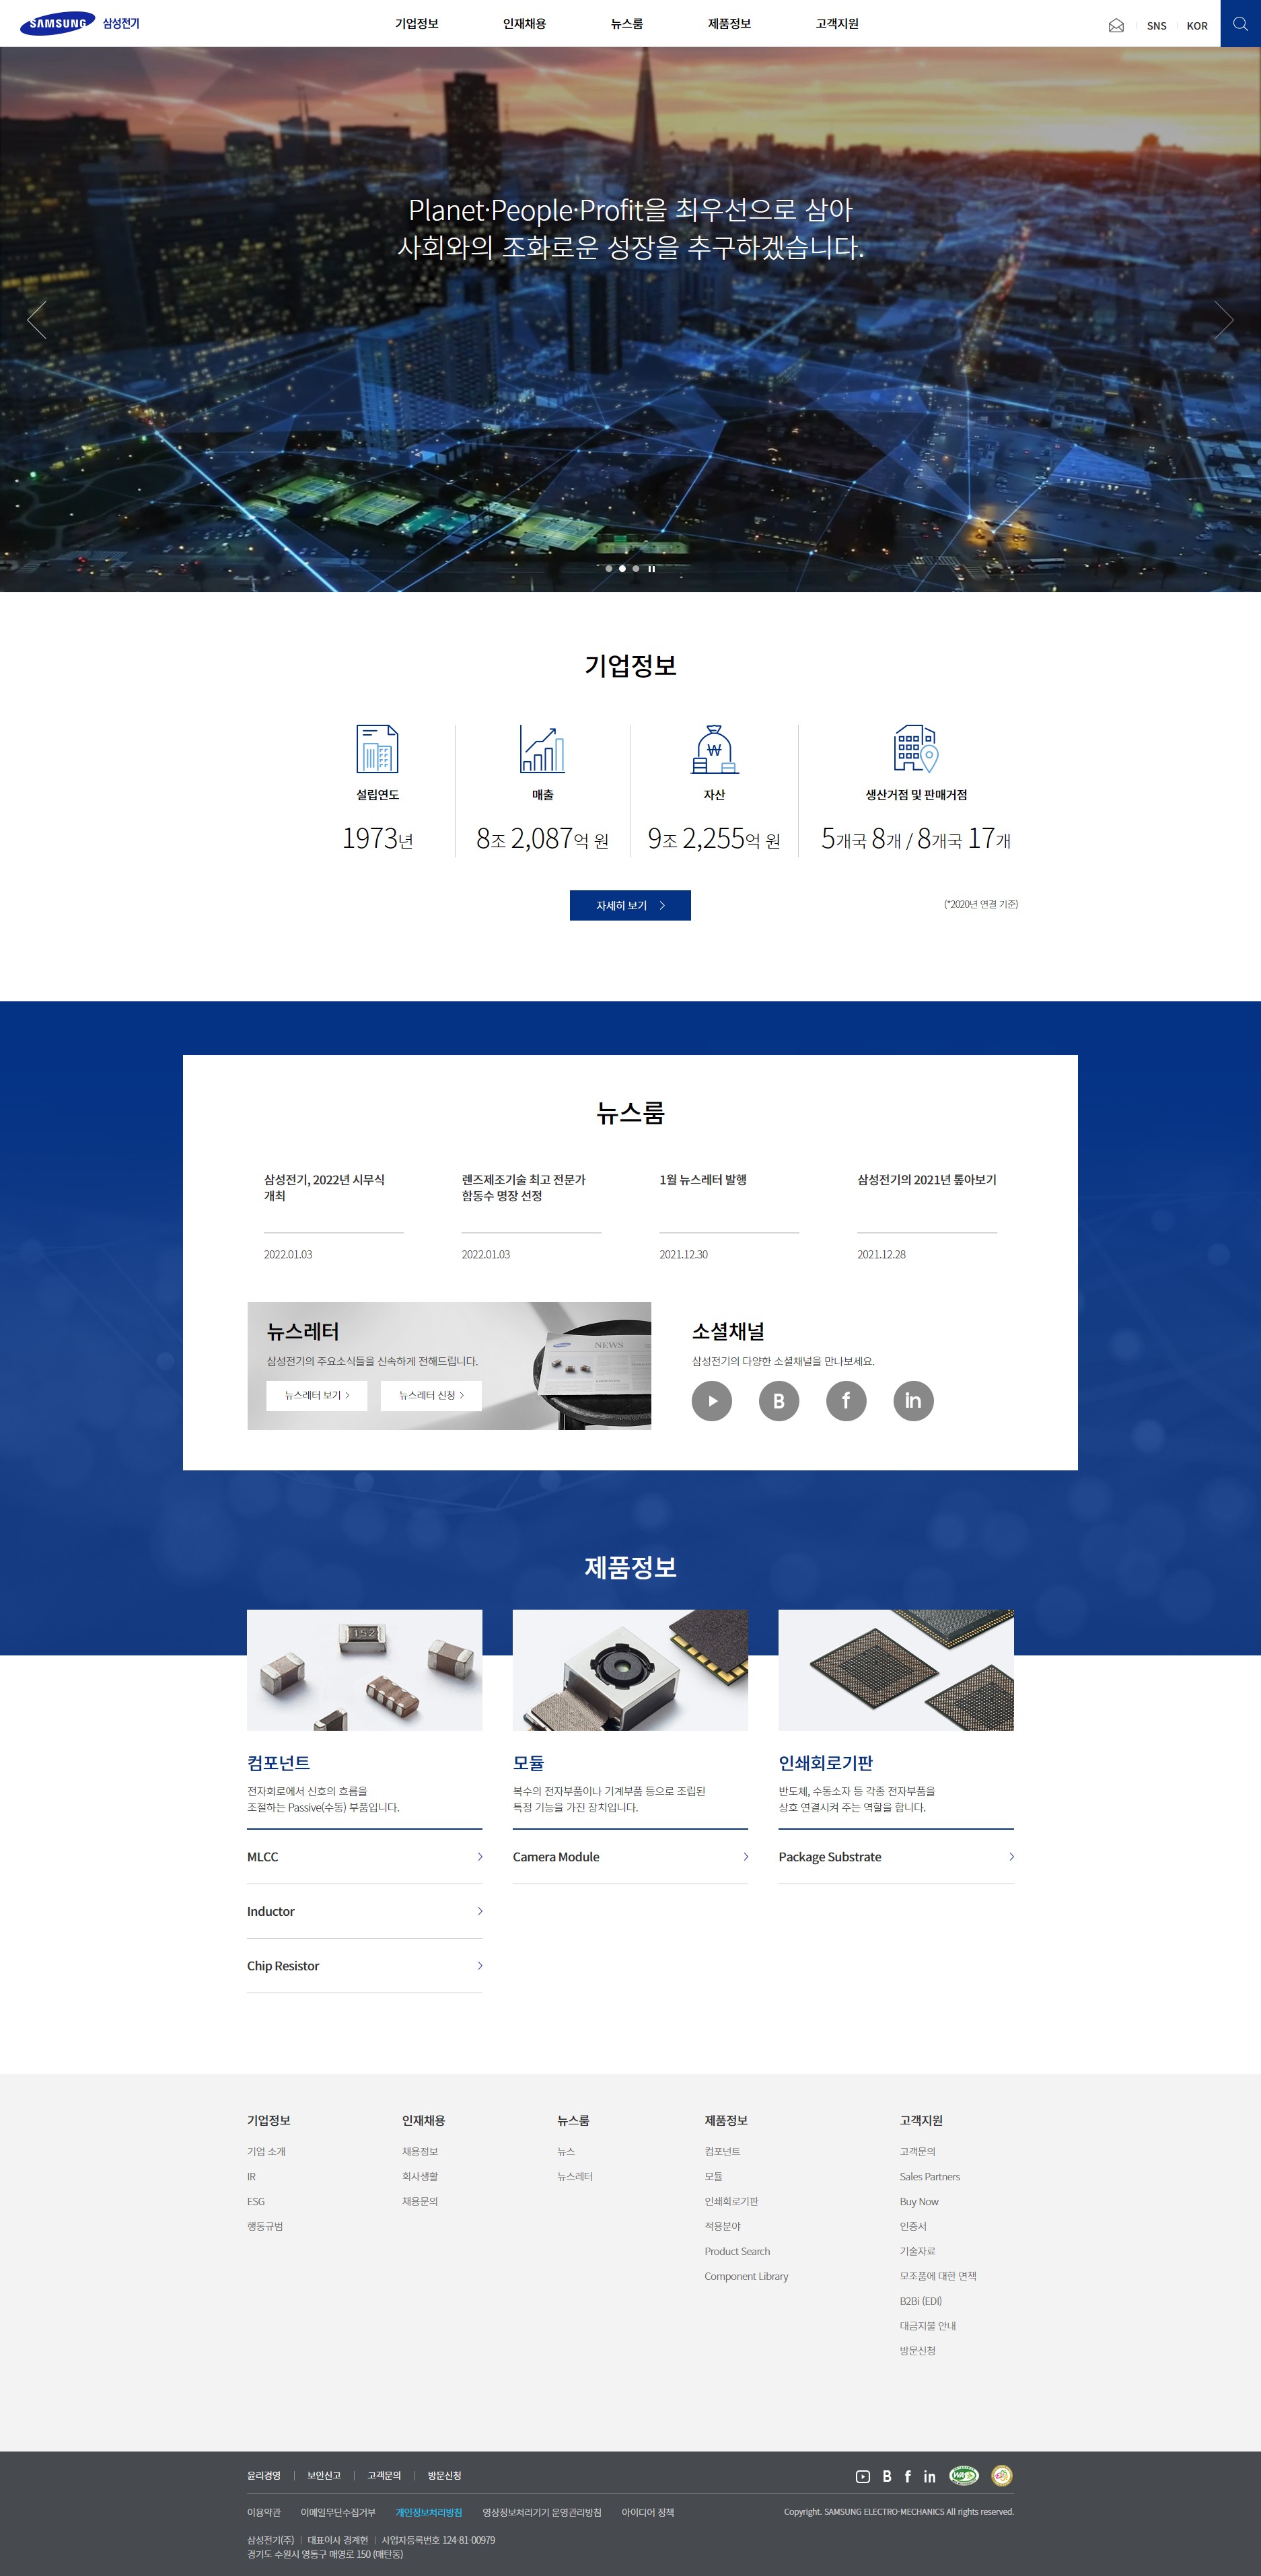 SAMSUNG 삼성전기
기업정보 인재채용 뉴스룸 제품정보 고객지원
SNS KOR
Planet·People·Profit을 최우선으로 삼아
사회와의 조화로운 성장을 추구하겠습니다.
기업정보
설립연도 매출 자산 생산거점 및 판매거점
1973년 8조 2,087억 원 9조 2,255억 원 5개국 8개 / 8개국 17개
자세히 보기
(*2020년 연결 기준)
뉴스룸
삼성전기, 2022년 시무식
개최
2022.01.03
렌즈제조기술 최고 전문가
함동수 명장 선정
2022.01.03
1월 뉴스레터 발행
2021.12.30
삼성전기의 2021년 톺아보기
2021.12.28
뉴스레터
삼성전기의 주요소식들을 신속하게 전해드립니다.
뉴스레터 보기 뉴스레터 신청
NEWS
소셜채널
삼성전기의 다양한 소셜채널을 만나보세요.
B f in
제품정보
152
컴포넌트
전자회로에서 신호의 흐름을
조절하는 Passive(수동) 부품입니다.
MLCC
Inductor
Chip Resistor
모듈
복수의 전자부품이나 기계부품 등으로 조립된
특정 기능을 가진 장치입니다.
Camera Module
인쇄회로기판
반도체, 수동소자 등 각종 전자부품을
상호 연결시켜 주는 역할을 합니다.
Package Substrate
기업정보
기업 소개
IR
ESG
행동규범
인재채용
채용정보
회사생활
채용문의
뉴스룸
뉴스
뉴스레터
제품정보
컴포넌트
모듈
인쇄회로기판
적용분야
Product Search
Component Library
고객지원
고객문의
Sales Partners
Buy Now
인증서
기술자료
모조품에 대한 면책
B2Bi (EDI)
대금지불 안내
방문신청
윤리경영 보안신고 고객문의 방문신청
B f in WA
이용약관 이메일무단수집거부 개인정보처리방침 영상정보처리기기 운영관리방침 아이디어 정책
Copyright. SAMSUNG ELECTRO-MECHANICS All rights reserved.
삼성전기(주) | 대표이사 경계현 | 사업자등록번호 124-81-00979
경기도 수원시 영통구 매영로 150 (매탄동)